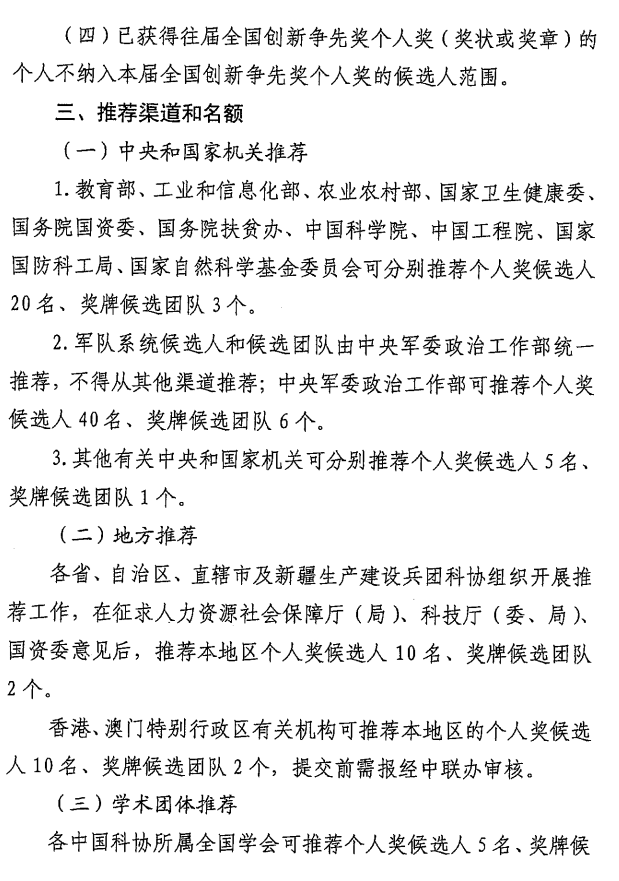 （四）已获得往届全国创新争先奖个人奖（奖状或奖章）的
个人不纳入本届全国创新争先奖个人奖的候选人范围。
三、推荐渠道和名额
（一）中央和国家机关推荐
1.教育部、工业和信息化部、农业农村部、国家卫生健康委、
国务院国资委、国务院扶贫办、中国科学院、中国工程院、国家
国防科工局、国家自然科学基金委员会可分别推荐个人奖候选人
20名、奖牌候选团队3个。
2.军队系统候选人和候选团队由中央军委政治工作部统一
推荐，不得从其他渠道推荐；中央军委政治工作部可推荐个人奖
候选人40名、奖牌候选团队6个。
3.其他有关中央和国家机关可分别推荐个人奖候选人5名、
奖牌候选团队1个。
（二）地方推荐
各省、自治区、直辖市及新疆生产建设兵团科协组织开展推
荐工作，在征求人力资源社会保障厅（局）、科技厅（委、局）、
国资委意见后，推荐本地区个人奖候选人10名、奖牌候选团队
2个。
香港、澳门特别行政区有关机构可推荐本地区的个人奖候选
人10名、奖牌候选团队2个，提交前需报经中联办审核。
（三）学术团体推荐
各中国科协所属全国学会可推荐个人奖候选人5名、奖牌候